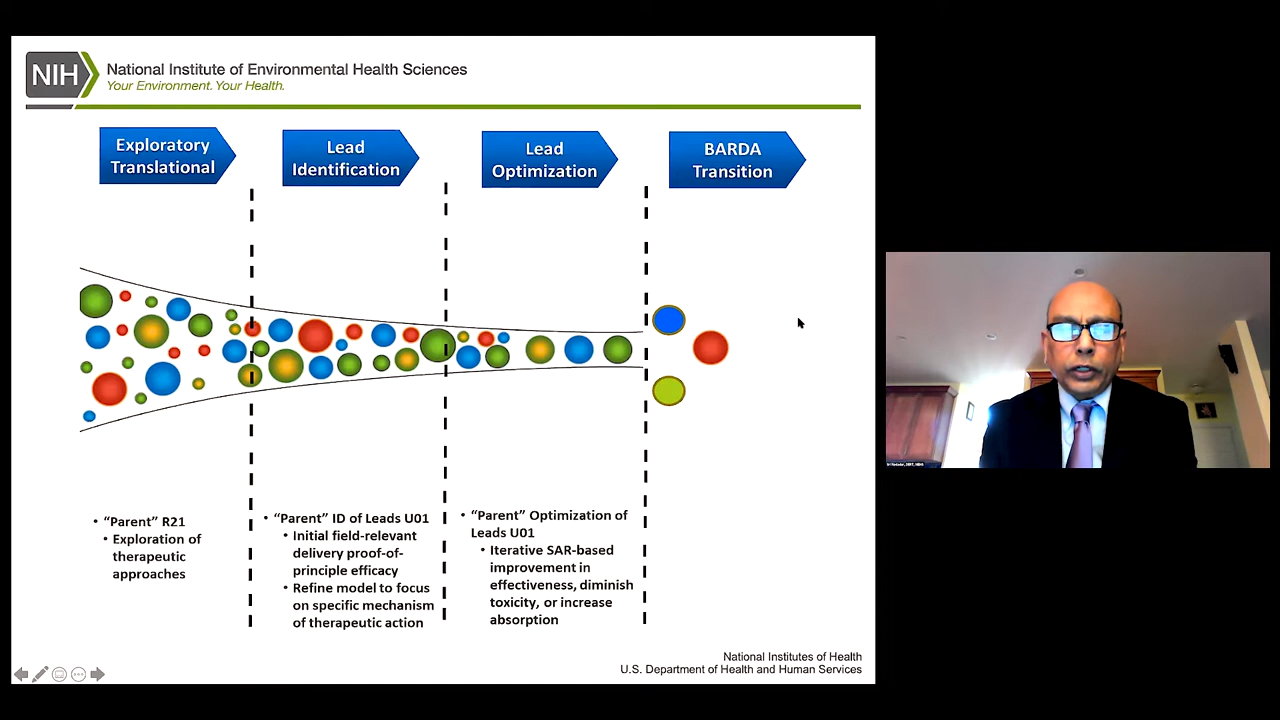 NIH
National Institute of Environmental Health Sciences
Your Environment. Your Health.
Exploratory
Translational
Lead
Identification
Lead
Optimization
BARDA
Transition
• “Parent” R21
• Exploration of
therapeutic
approaches
• “Parent” ID of Leads U01
• Initial field-relevant
delivery proof-of-
principle efficacy
• Refine model to focus
on specific mechanism
of therapeutic action
• “Parent” Optimization of
Leads U01
• Iterative SAR-based
improvement in
effectiveness, diminish
toxicity, or increase
absorption
National Institutes of Health
U.S. Department of Health and Human Services